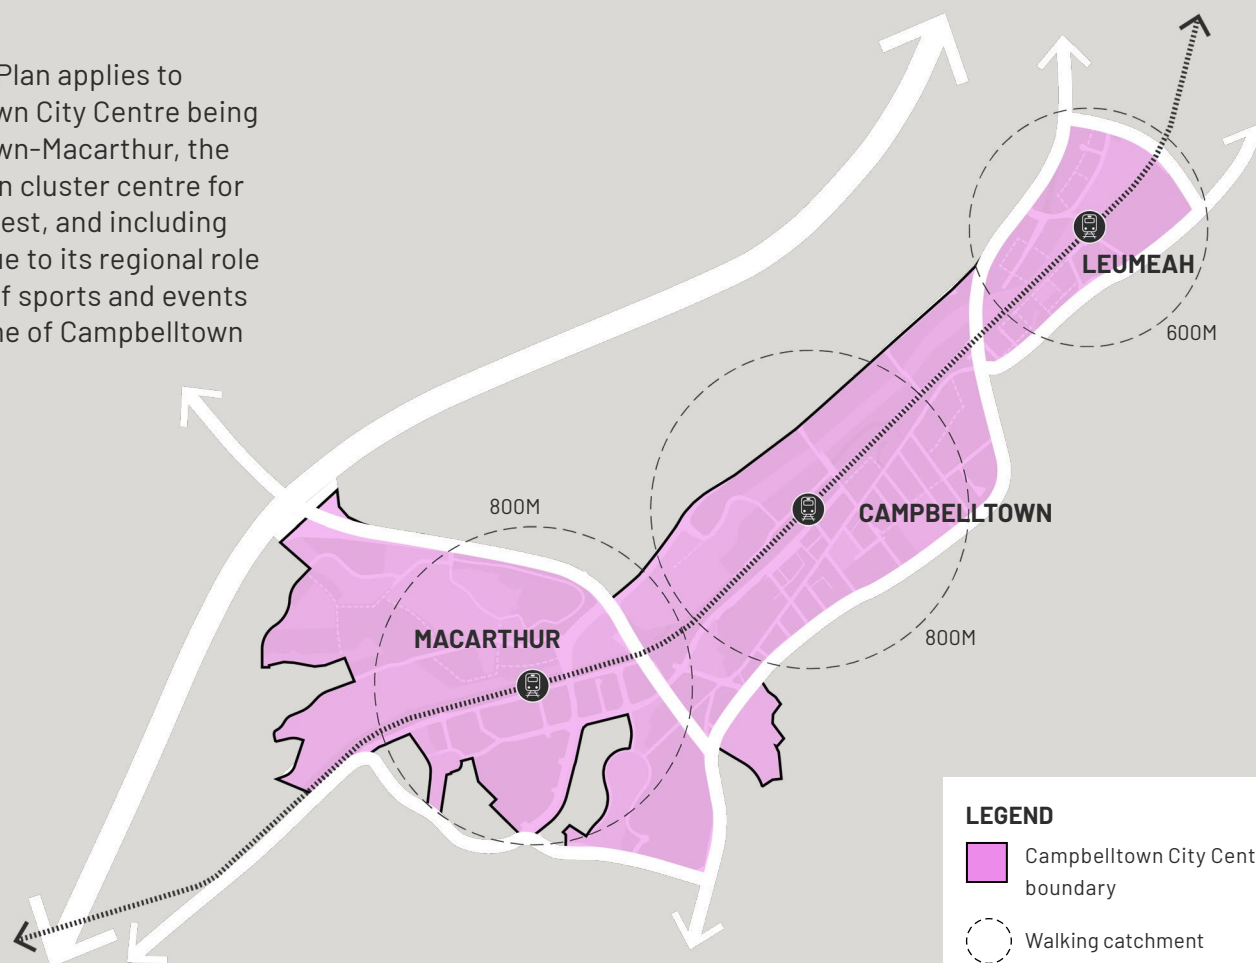 Plan applies to
wn City Centre being
wn-Macarthur, the
n cluster centre for
est, and including
ue to its regional role
f sports and events
ne of Campbelltown
LEUMEAH
600M
800M
CAMPBELLTOWN
MACARTHUR
800M
LEGEND
Campbelltown City Cent
boundary
Walking catchment